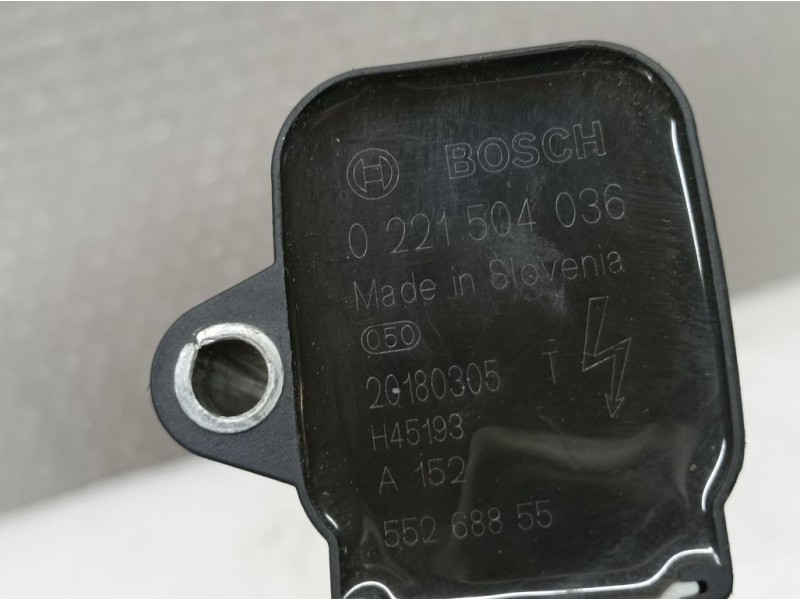 BOSCH
0 221 504 036
Made in Slovenia
050
20180305 T
H45193
A 152
552 688 55